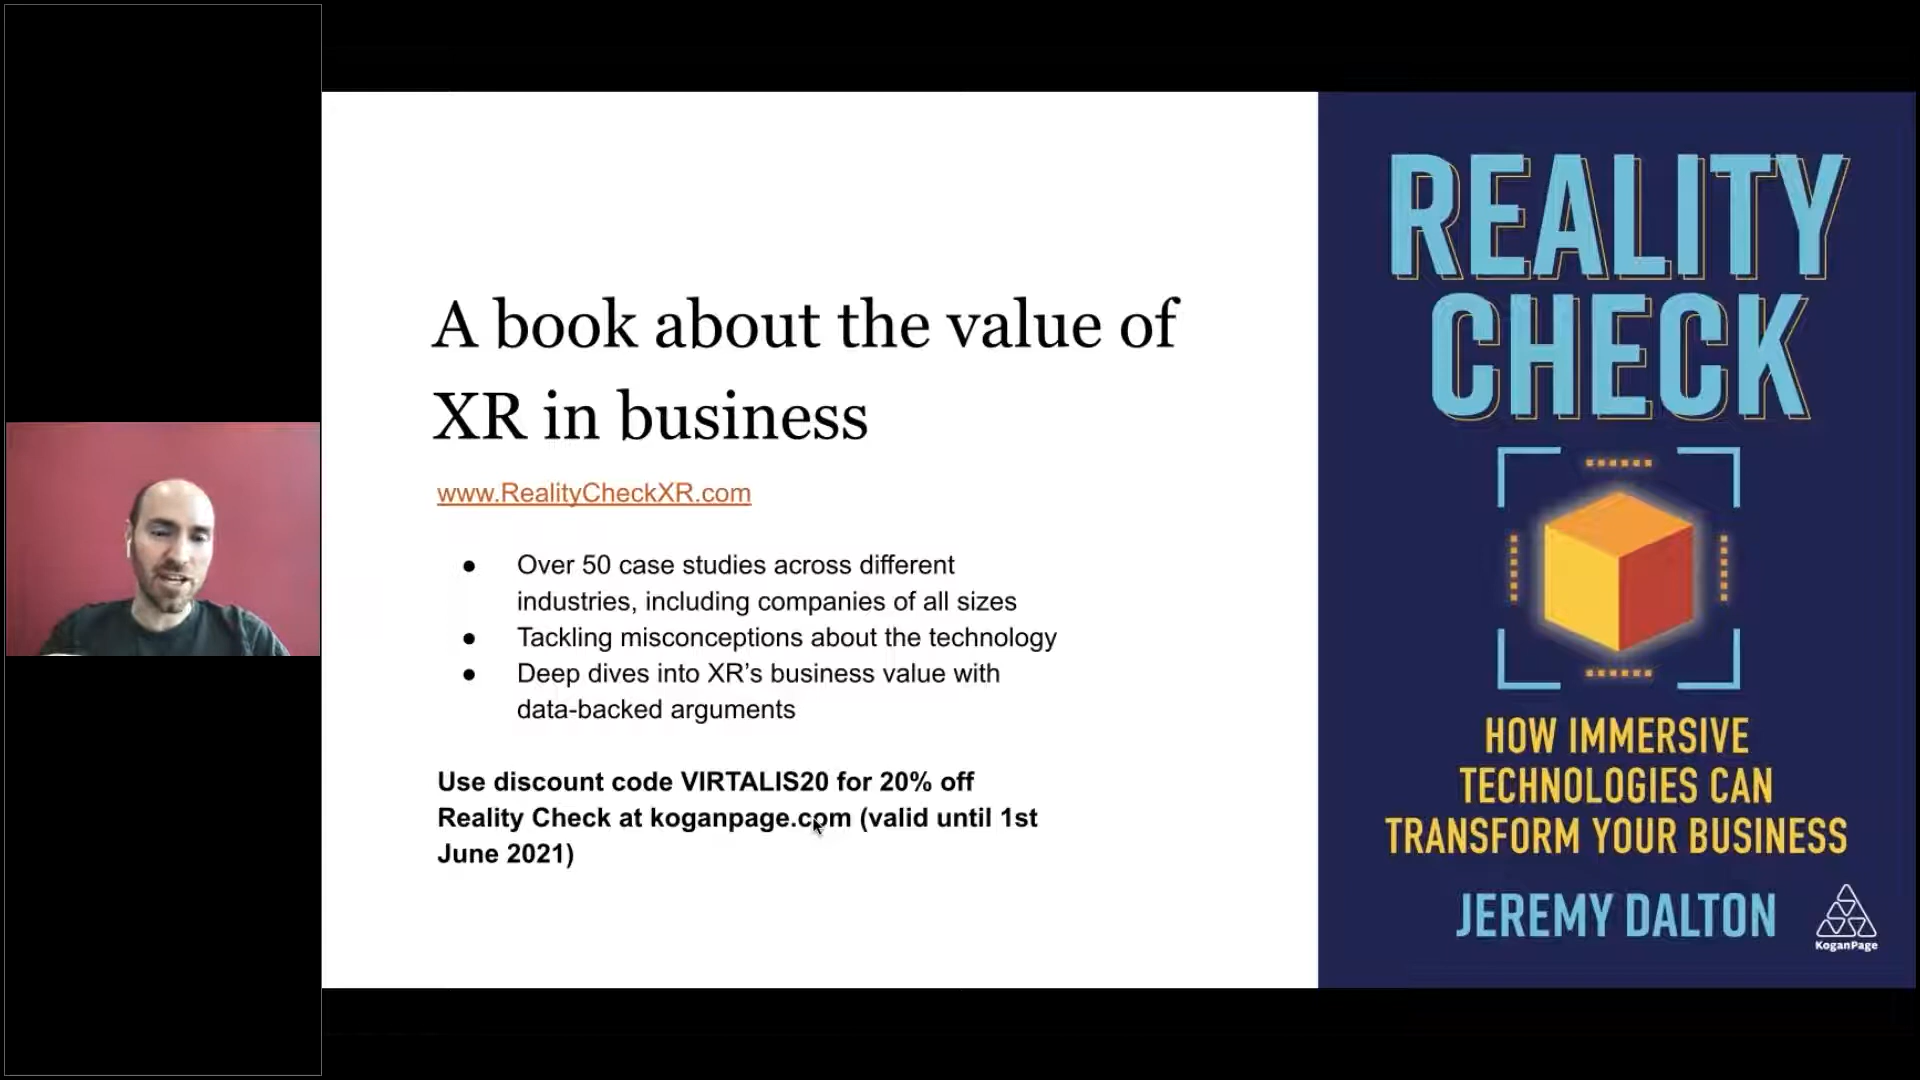 A book about the value of
XR in business
www.RealityCheckXR.com
● Over 50 case studies across different
industries, including companies of all sizes
● Tackling misconceptions about the technology
● Deep dives into XR’s business value with
data-backed arguments
Use discount code VIRTALIS20 for 20% off
Reality Check at koganpage.com (valid until 1st
June 2021)
REALITY
CHECK
HOW IMMERSIVE
TECHNOLOGIES CAN
TRANSFORM YOUR BUSINESS
JEREMY DALTON
KoganPage